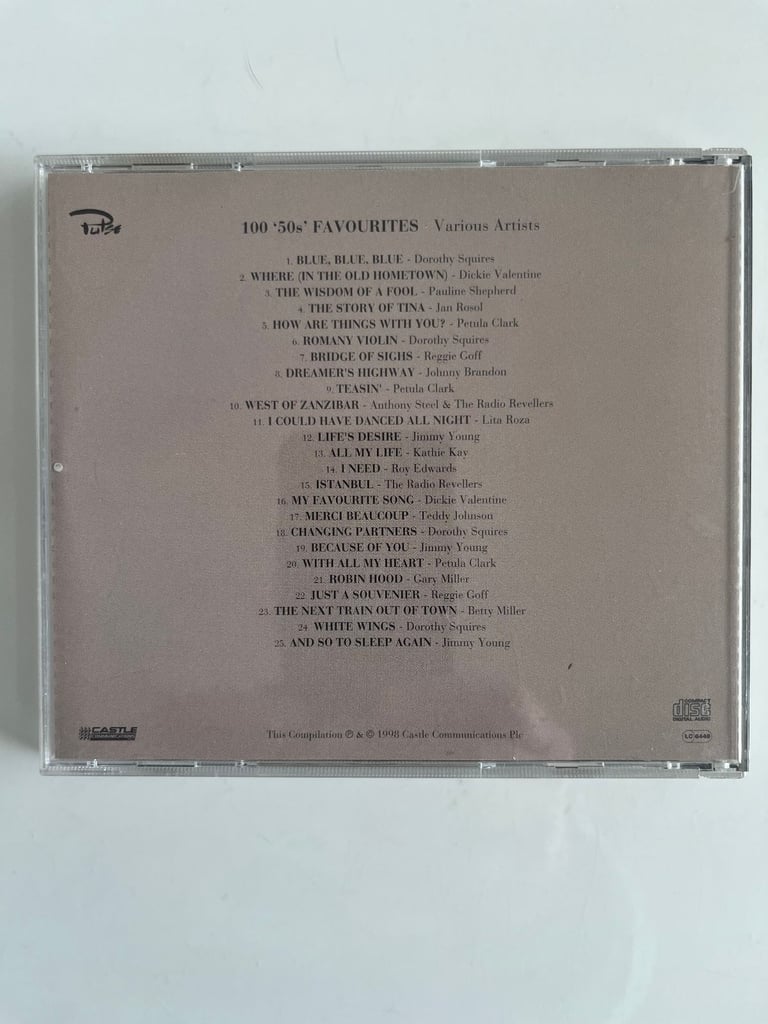 Pulse
100 '50s' FAVOURITES - Various Artists
1. BLUE, BLUE, BLUE - Dorothy Squires
2. WHERE (IN THE OLD HOMETOWN) - Dickie Valentine
3. THE WISDOM OF A FOOL - Pauline Shepherd
4. THE STORY OF TINA - Jan Rosol
5. HOW ARE THINGS WITH YOU? - Petula Clark
6. ROMANY VIOLIN - Dorothy Squires
7. BRIDGE OF SIGHS - Reggie Goff
8. DREAMER'S HIGHWAY - Johnny Brandon
9. TEASIN' - Petula Clark
10. WEST OF ZANZIBAR - Anthony Steel & The Radio Revellers
11. I COULD HAVE DANCED ALL NIGHT - Lita Roza
12. LIFE'S DESIRE - Jimmy Young
13. ALL MY LIFE - Kathie Kay
14. I NEED - Roy Edwards
15. ISTANBUL - The Radio Revellers
16. MY FAVOURITE SONG - Dickie Valentine
17. MERCI BEAUCOUP - Teddy Johnson
18. CHANGING PARTNERS - Dorothy Squires
19. BECAUSE OF YOU - Jimmy Young
20. WITH ALL MY HEART - Petula Clark
21. ROBIN HOOD - Gary Miller
22. JUST A SOUVENIER - Reggie Goff
23. THE NEXT TRAIN OUT OF TOWN - Betty Miller
24. WHITE WINGS - Dorothy Squires
25. AND SO TO SLEEP AGAIN - Jimmy Young
COMPACT
disc
DIGITAL AUDIO
CASTLE
COMMUNICATIONS
This Compilation ℗ & © 1998 Castle Communications Plc
LC 6448